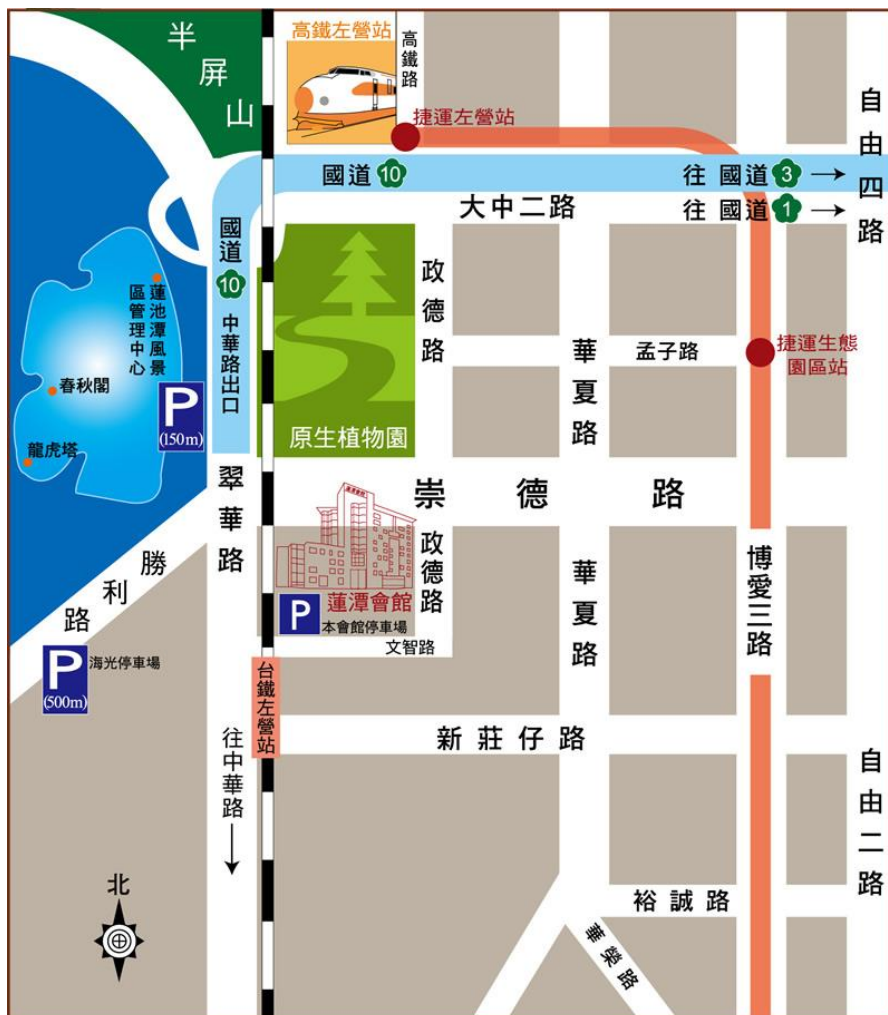 半屏山
高鐵左營站
高鐵路
捷運左營站
自由四路
國道 10
往 國道 3
大中二路
往 國道 1
國道 10 中華路出口
政德路
蓮池潭風景
區管理中心
孟子路
捷運生態
園區站
華夏路
春秋閣
P
(150m)
原生植物園
龍虎塔
翠華路
崇德路
蓮潭會館
政德路
華夏路
博愛三路
勝利路
蓮潭會館
P
本會館停車場
文智路
P
(500m)
海光停車場
台鐵左營站
新莊仔路
往中華路
自由二路
北
裕誠路
華榮路